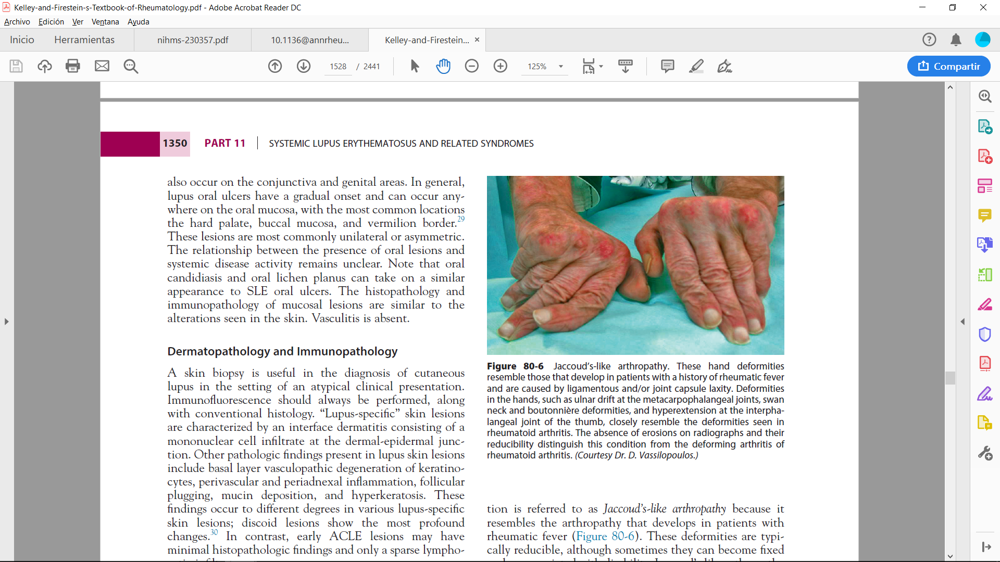 Kelley-and-Firestein-s-Textbook-of-Rheumatology.pdf - Adobe Acrobat Reader DC
Archivo Edición Ver Ventana Ayuda
Inicio Herramientas nihms-230357.pdf 10.1136@annrheu... Kelley-and-Firestein... ×
1528 / 2441 125% Compartir
1350 PART 11 SYSTEMIC LUPUS ERYTHEMATOSUS AND RELATED SYNDROMES
also occur on the conjunctiva and genital areas. In general,
lupus oral ulcers have a gradual onset and can occur any-
where on the oral mucosa, with the most common locations
the hard palate, buccal mucosa, and vermilion border.29
These lesions are most commonly unilateral or asymmetric.
The relationship between the presence of oral lesions and
systemic disease activity remains unclear. Note that oral
candidiasis and oral lichen planus can take on a similar
appearance to SLE oral ulcers. The histopathology and
immunopathology of mucosal lesions are similar to the
alterations seen in the skin. Vasculitis is absent.
Dermatopathology and Immunopathology
A skin biopsy is useful in the diagnosis of cutaneous
lupus in the setting of an atypical clinical presentation.
Immunofluorescence should always be performed, along
with conventional histology. “Lupus-specific” skin lesions
are characterized by an interface dermatitis consisting of a
mononuclear cell infiltrate at the dermal-epidermal junc-
tion. Other pathologic findings present in lupus skin lesions
include basal layer vasculopathic degeneration of keratino-
cytes, perivascular and periadnexal inflammation, follicular
plugging, mucin deposition, and hyperkeratosis. These
findings occur to different degrees in various lupus-specific
skin lesions; discoid lesions show the most profound
changes.30 In contrast, early ACLE lesions may have
minimal histopathologic findings and only a sparse lympho-
Figure 80-6 Jaccoud’s-like arthropathy. These hand deformities
resemble those that develop in patients with a history of rheumatic fever
and are caused by ligamentous and/or joint capsule laxity. Deformities
in the hands, such as ulnar drift at the metacarpophalangeal joints, swan
neck and boutonnière deformities, and hyperextension at the interpha-
langeal joint of the thumb, closely resemble the deformities seen in
rheumatoid arthritis. The absence of erosions on radiographs and their
reducibility distinguish this condition from the deforming arthritis of
rheumatoid arthritis. (Courtesy Dr. D. Vassilopoulos.)
tion is referred to as Jaccoud’s-like arthropathy because it
resembles the arthropathy that develops in patients with
rheumatic fever (Figure 80-6). These deformities are typi-
cally reducible, although sometimes they can become fixed